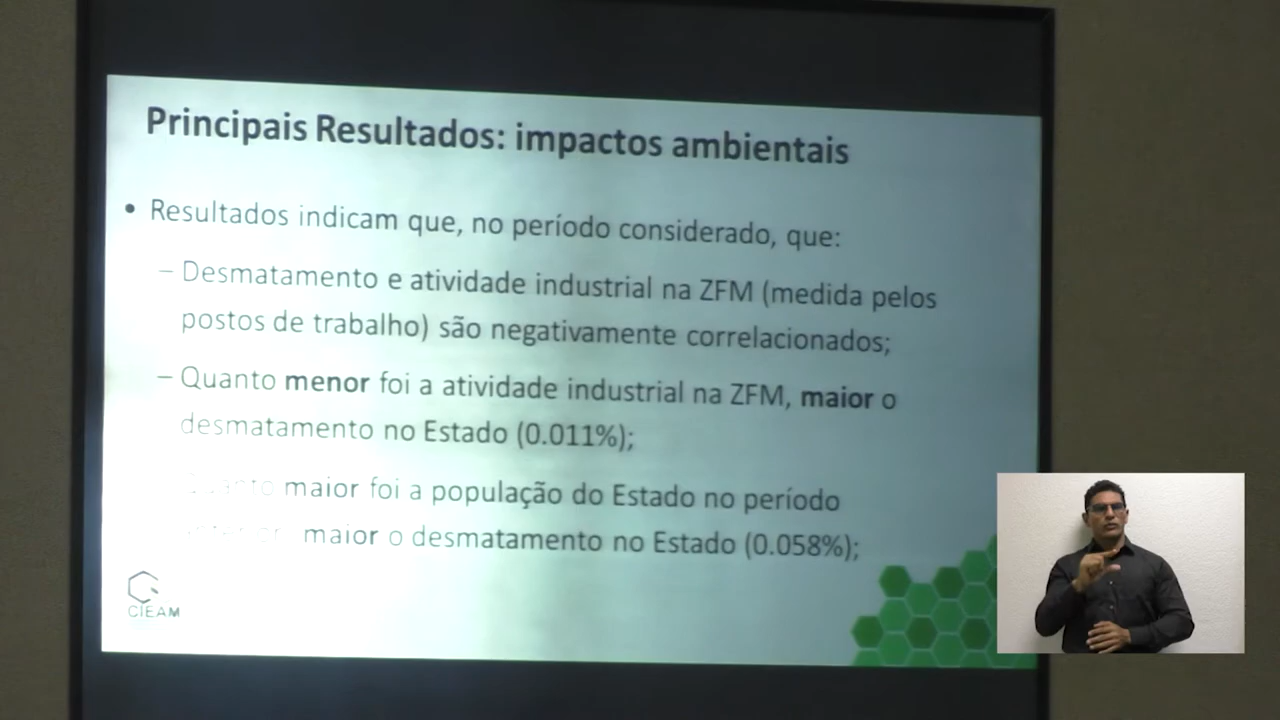 Principais Resultados: impactos ambientais
• Resultados indicam que, no período considerado, que:
– Desmatamento e atividade industrial na ZFM (medida pelos
postos de trabalho) são negativamente correlacionados;
– Quanto menor foi a atividade industrial na ZFM, maior o
desmatamento no Estado (0.011%);
Quanto maior foi a população do Estado no período
maior o desmatamento no Estado (0.058%);
CIEAM